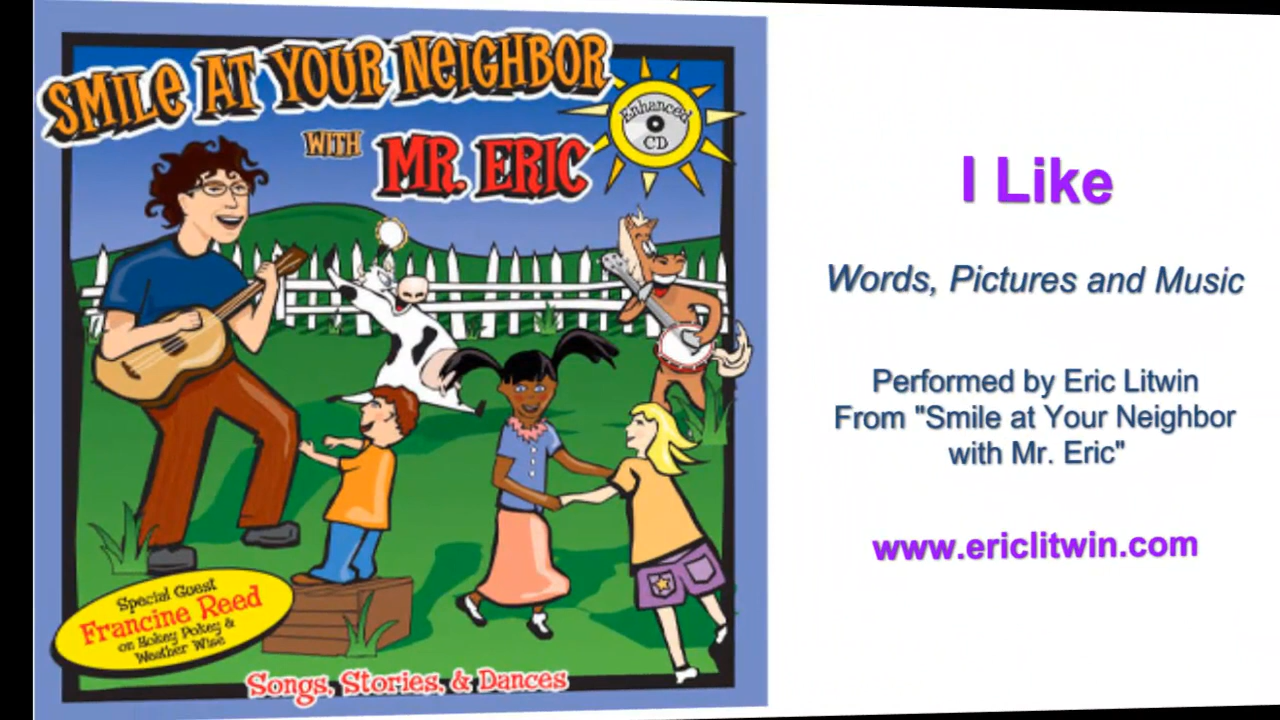 SMILE AT YOUR NEIGHBOR
WITH MR. ERIC
Enhanced
CD
Special Guest
Francine Reed
on Hokey Pokey &
Weather Wise
Songs, Stories, & Dances
I Like
Words, Pictures and Music
Performed by Eric Litwin
From "Smile at Your Neighbor
with Mr. Eric"
www.ericlitwin.com